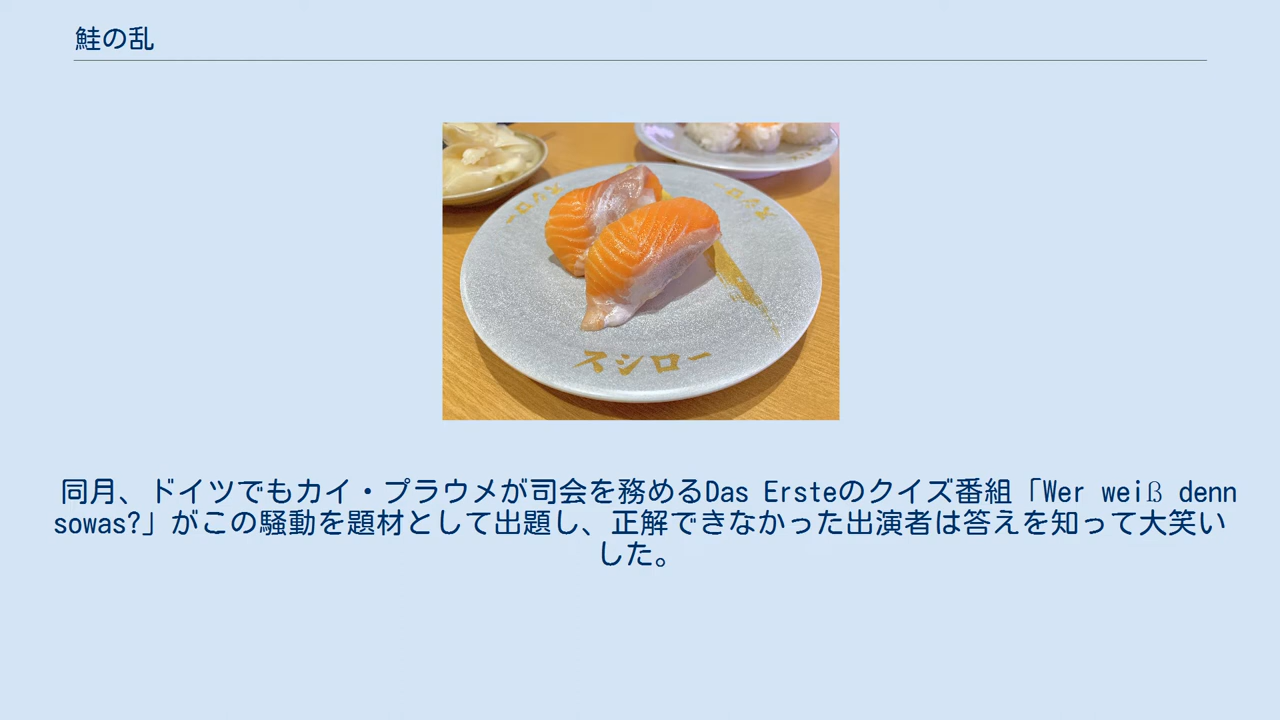 鮭の乱
スシロー
同月、ドイツでもカイ・プラウメが司会を務めるDas Ersteのクイズ番組「Wer weiß denn
sowas?」がこの騒動を題材として出題し、正解できなかった出演者は答えを知って大笑い
した。